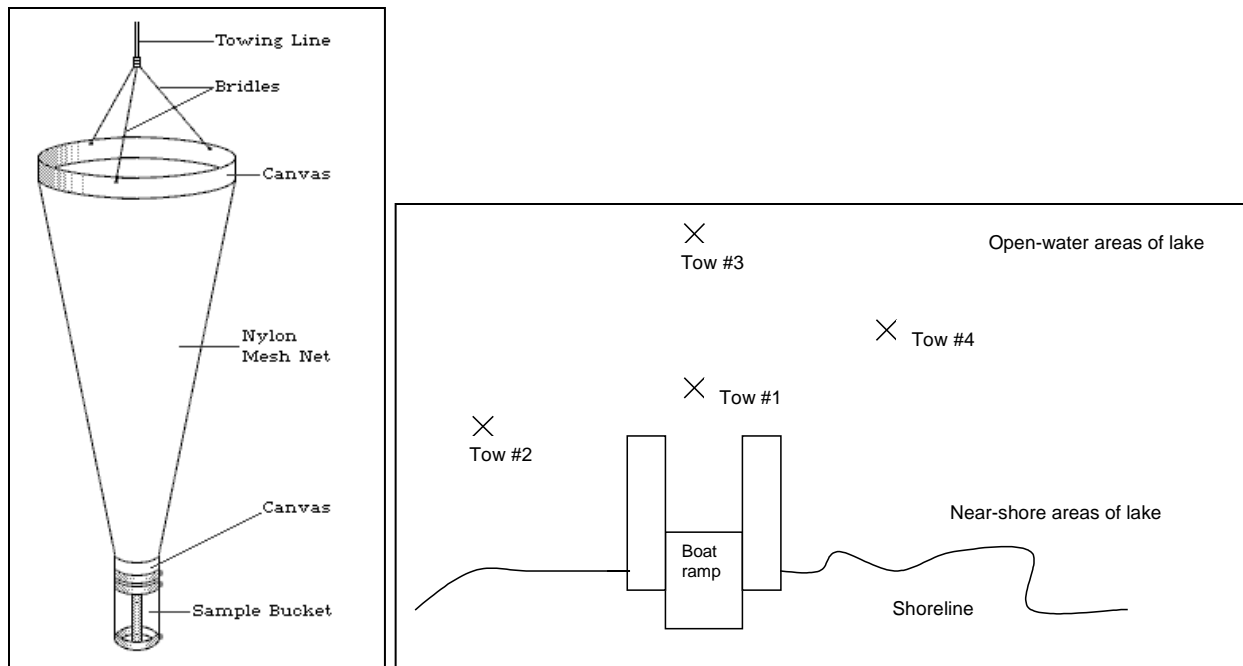 Towing Line
Bridles
Canvas
Nylon
Mesh Net
Canvas
Sample Bucket
Open-water areas of lake
Tow #3
Tow #4
Tow #1
Tow #2
Near-shore areas of lake
Boat
ramp
Shoreline